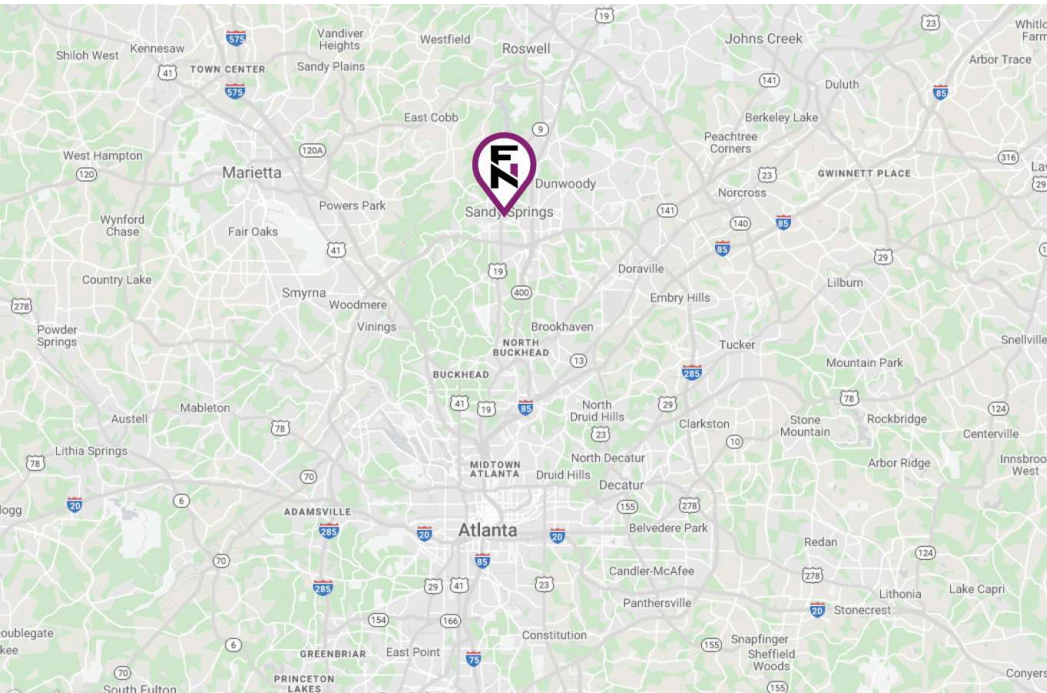 19
23
575
Vandiver
Heights
Westfield
Roswell
Johns Creek
Shiloh West
Kennesaw
41
TOWN CENTER
Sandy Plains
141
Arbor Trace
575
Duluth
85
East Cobb
9
Berkeley Lake
Peachtree
Corners
West Hampton
120A
120
Marietta
FN
Dunwoody
23
GWINNETT PLACE
316
Norcross
29
Powers Park
Sandy Springs
141
Wynford
Chase
Fair Oaks
140
85
41
85
29
Country Lake
19
Doraville
Lilburn
Smyrna
400
Embry Hills
278
Woodmere
Powder
Springs
Vinings
Brookhaven
NORTH
BUCKHEAD
Tucker
Snellville
13
Mountain Park
BUCKHEAD
285
78
Mableton
41
19
85
North
Druid Hills
29
124
Austell
78
23
Clarkston
Stone
Mountain
Rockbridge
10
Centerville
Lithia Springs
78
70
MIDTOWN
ATLANTA
North Decatur
Druid Hills
Arbor Ridge
Innsbroo
West
Decatur
20
6
155
278
ADAMSVILLE
285
20
Atlanta
20
Belvedere Park
Redan
124
70
85
Candler-McAfee
278
285
29
41
23
Lake Capri
Lithonia
Panthersville
20
Stonecrest
154
166
oublegate
Constitution
155
Snapfinger
6
GREENBRIAR
East Point
75
Sheffield
Woods
70
PRINCETON
LAKES
Conyers
South Fulton
155